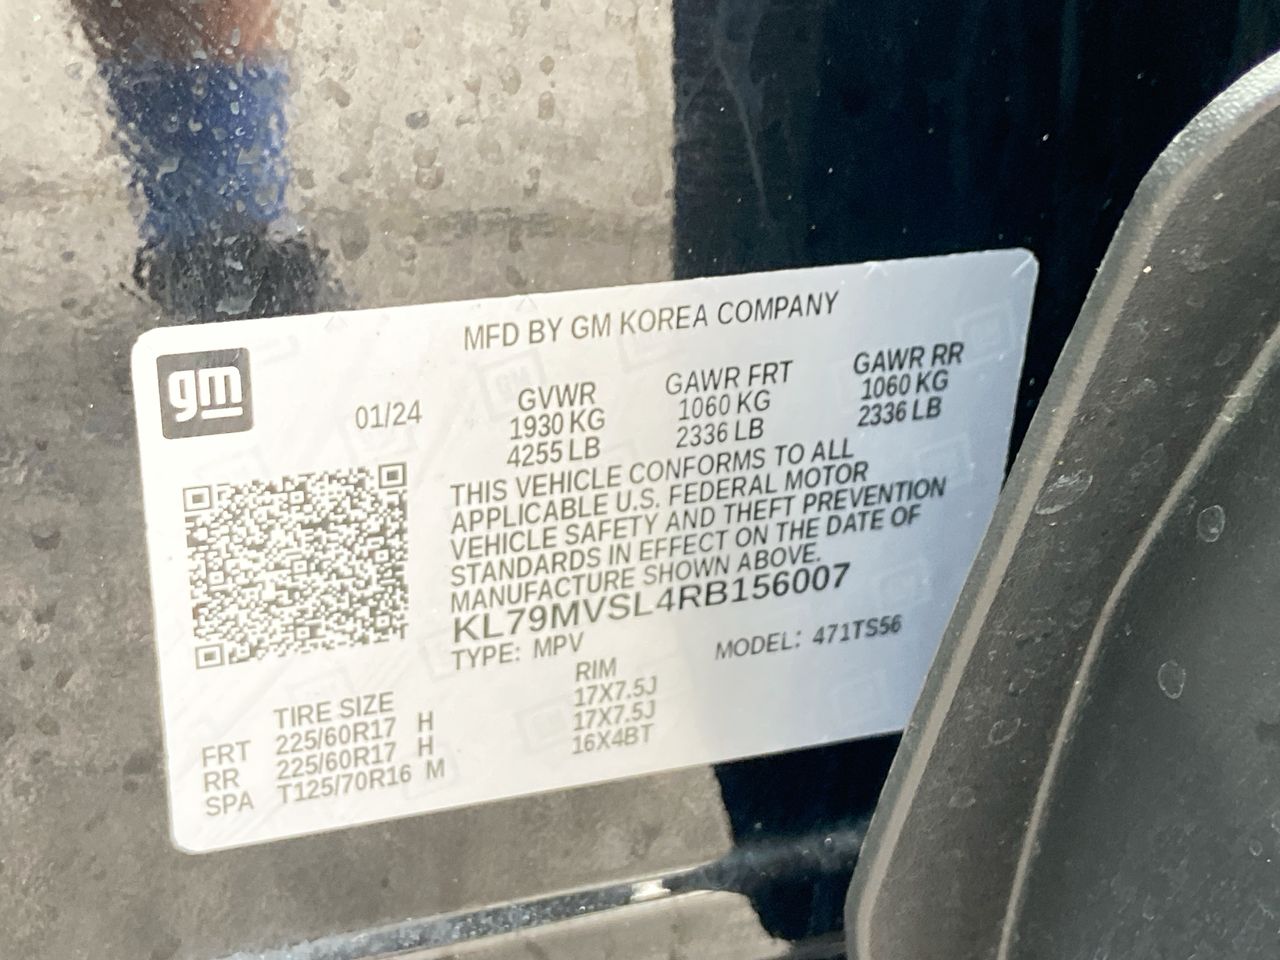 MFD BY GM KOREA COMPANY
gm
01/24
GVWR GAWR FRT GAWR RR
1930 KG 1060 KG 1060 KG
4255 LB 2336 LB 2336 LB
THIS VEHICLE CONFORMS TO ALL
APPLICABLE U.S. FEDERAL MOTOR
VEHICLE SAFETY AND THEFT PREVENTION
STANDARDS IN EFFECT ON THE DATE OF
MANUFACTURE SHOWN ABOVE.
KL79MVSL4RB156007
TYPE: MPV MODEL: 471TS56
TIRE SIZE RIM
FRT 225/60R17 H 17X7.5J
RR 225/60R17 H 17X7.5J
SPA T125/70R16 M 16X4BT